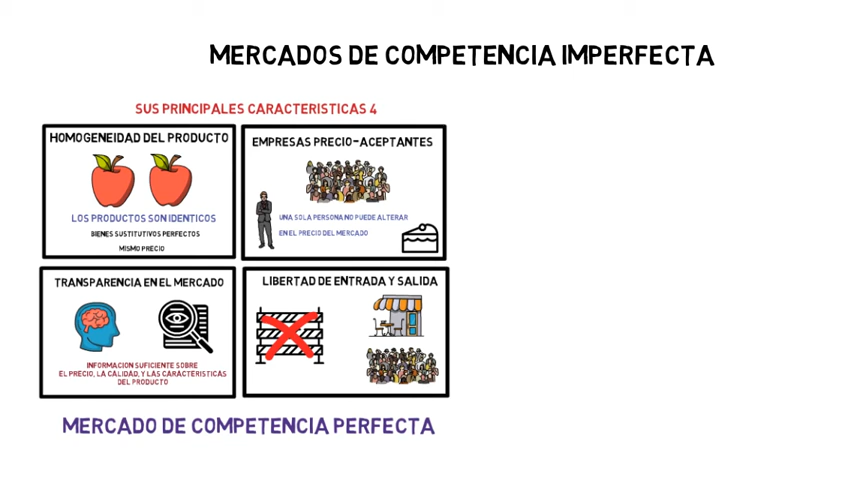 MERCADOS DE COMPETENCIA IMPERFECTA
SUS PRINCIPALES CARACTERISTICAS 4
HOMOGENEIDAD DEL PRODUCTO
LOS PRODUCTOS SON IDENTICOS
BIENES SUSTITUTIVOS PERFECTOS
MISMO PRECIO
EMPRESAS PRECIO-ACEPTANTES
UNA SOLA PERSONA NO PUEDE ALTERAR
EN EL PRECIO DEL MERCADO
TRANSPARENCIA EN EL MERCADO
INFORMACION SUFICIENTE SOBRE
EL PRECIO, LA CALIDAD, Y LAS CARACTERISTICAS
DEL PRODUCTO
LIBERTAD DE ENTRADA Y SALIDA
MERCADO DE COMPETENCIA PERFECTA